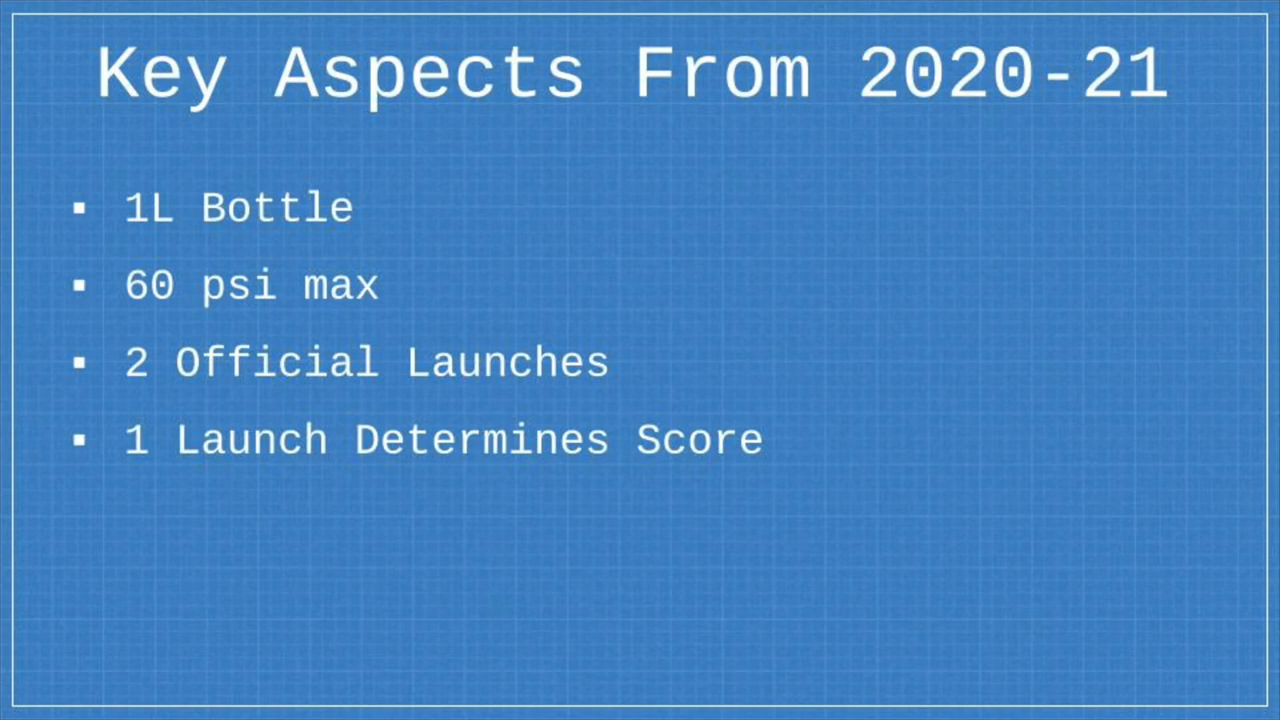 Key Aspects From 2020-21
▪ 1L Bottle
▪ 60 psi max
▪ 2 Official Launches
▪ 1 Launch Determines Score